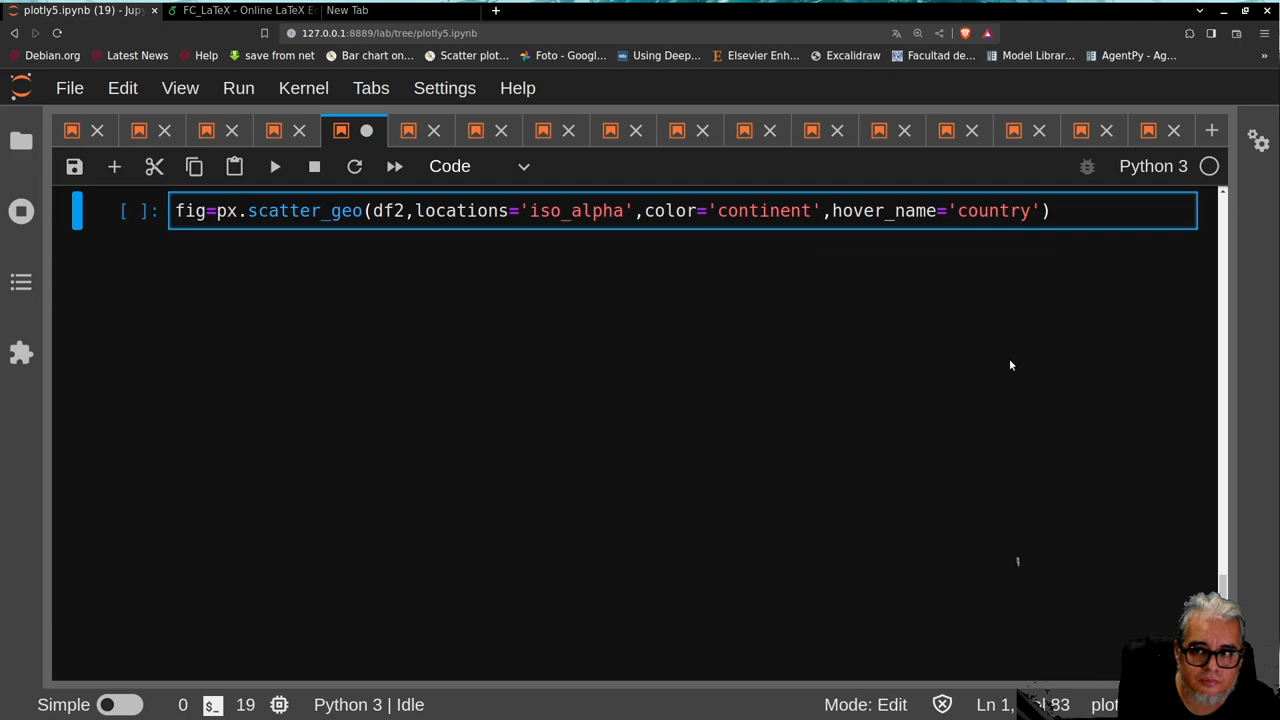 plotly5.ipynb (19) - Jup
FC_LaTeX - Online LaTeX E
New Tab
127.0.0.1:8889/lab/tree/plotly5.ipynb
Debian.org
Latest News
Help
save from net
Bar chart on...
Scatter plot...
Foto - Googl...
Using Deep...
Elsevier Enh...
Excalidraw
Facultad de...
Model Librar...
AgentPy - Ag...
»
File
Edit
View
Run
Kernel
Tabs
Settings
Help
Code
Python 3
[ ]:
fig=px.scatter_geo(df2,locations='iso_alpha',color='continent',hover_name='country')
Simple
0
19
Python 3 | Idle
Mode: Edit
Ln 1,
83
plot